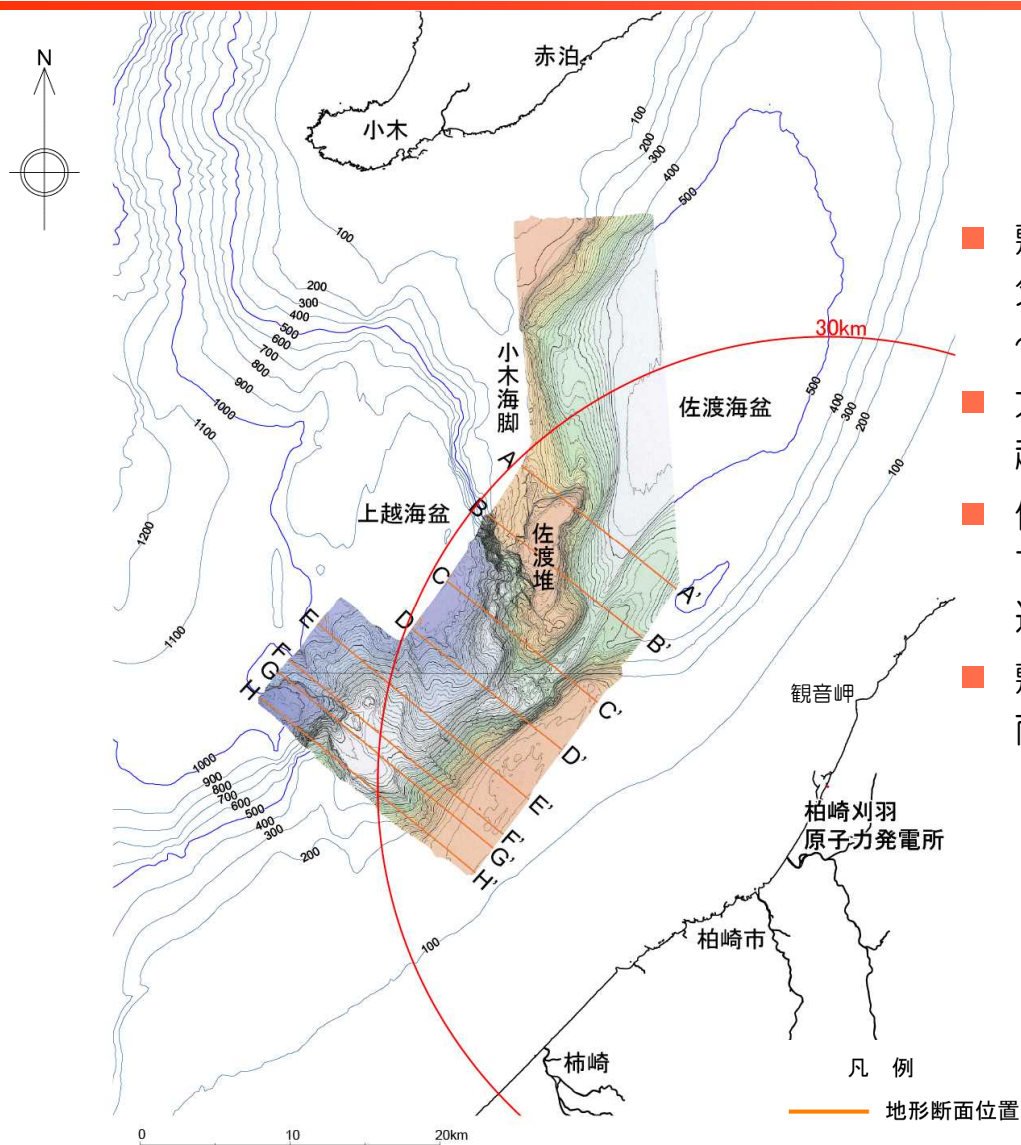 N
赤泊
小木
100
200
300
400
500
100
200
300
400
500
600
700
800
900
1000
1100
1200
1100
30km
小木海脚
佐渡海盆
500
400
300
200
100
上越海盆
佐渡堆
A
B
C
D
E
F
G
H
A'
B'
C'
D'
E'
F'
G'
H'
観音岬
1000
900
800
700
600
500
400
300
200
100
柏崎刈羽
原子力発電所
柏崎市
柿崎
凡 例
地形断面位置
0 10 20km